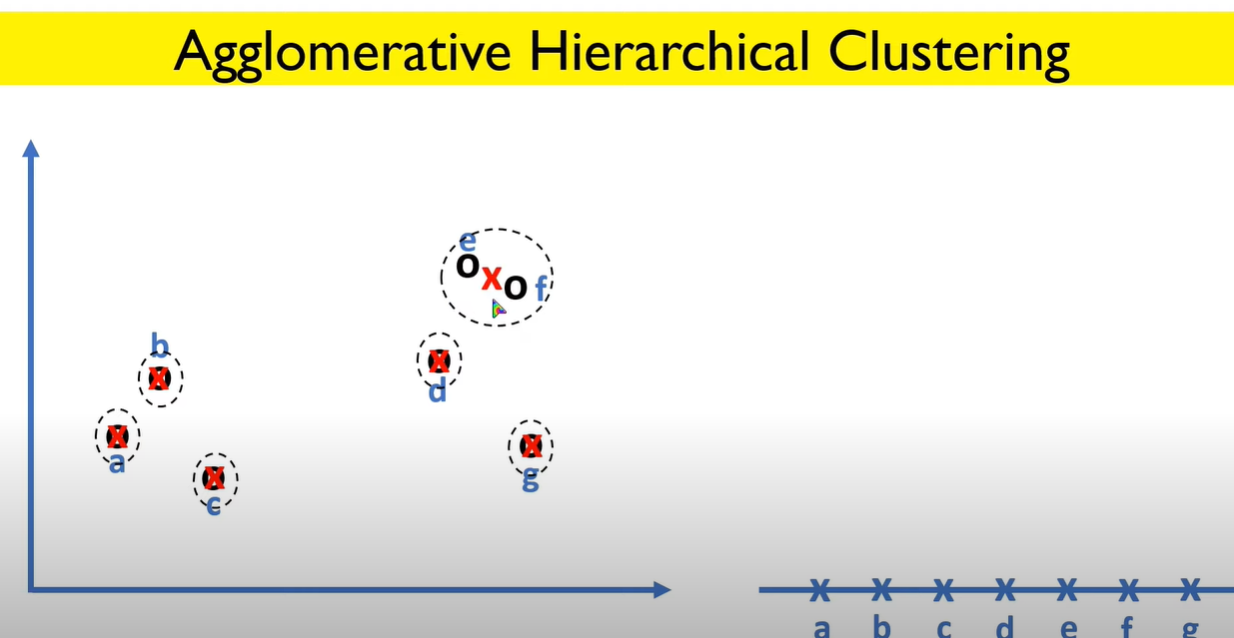 Agglomerative Hierarchical Clustering
e
o x o f
b
x
x
d
x
a
x
g
x
c
x x x x x x x
a b c d e f g